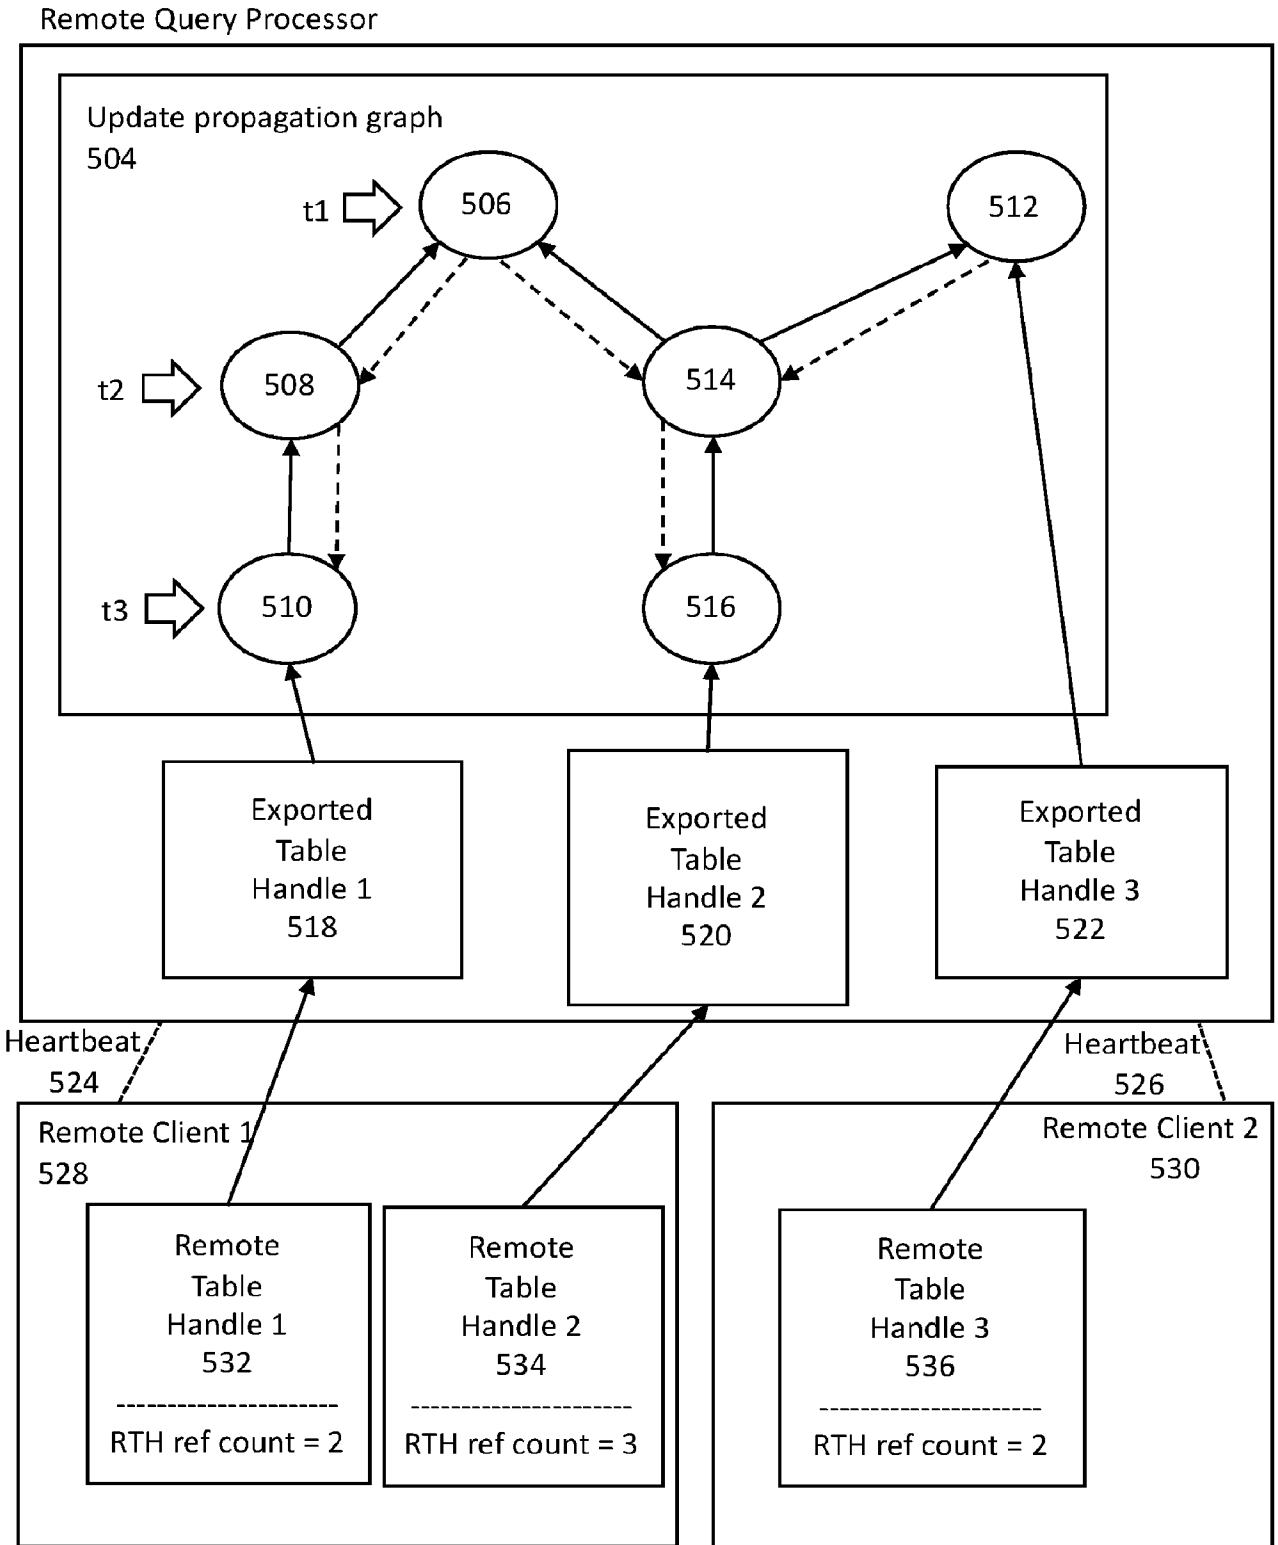 Remote Query Processor
Update propagation graph
504
t1
506
512
t2
508
514
t3
510
516
Exported
Table
Handle 1
518
Exported
Table
Handle 2
520
Exported
Table
Handle 3
522
Heartbeat
524
Heartbeat
526
Remote Client 1
528
Remote Client 2
530
Remote
Table
Handle 1
532
----------------------
RTH ref count = 2
Remote
Table
Handle 2
534
----------------------
RTH ref count = 3
Remote
Table
Handle 3
536
----------------------
RTH ref count = 2